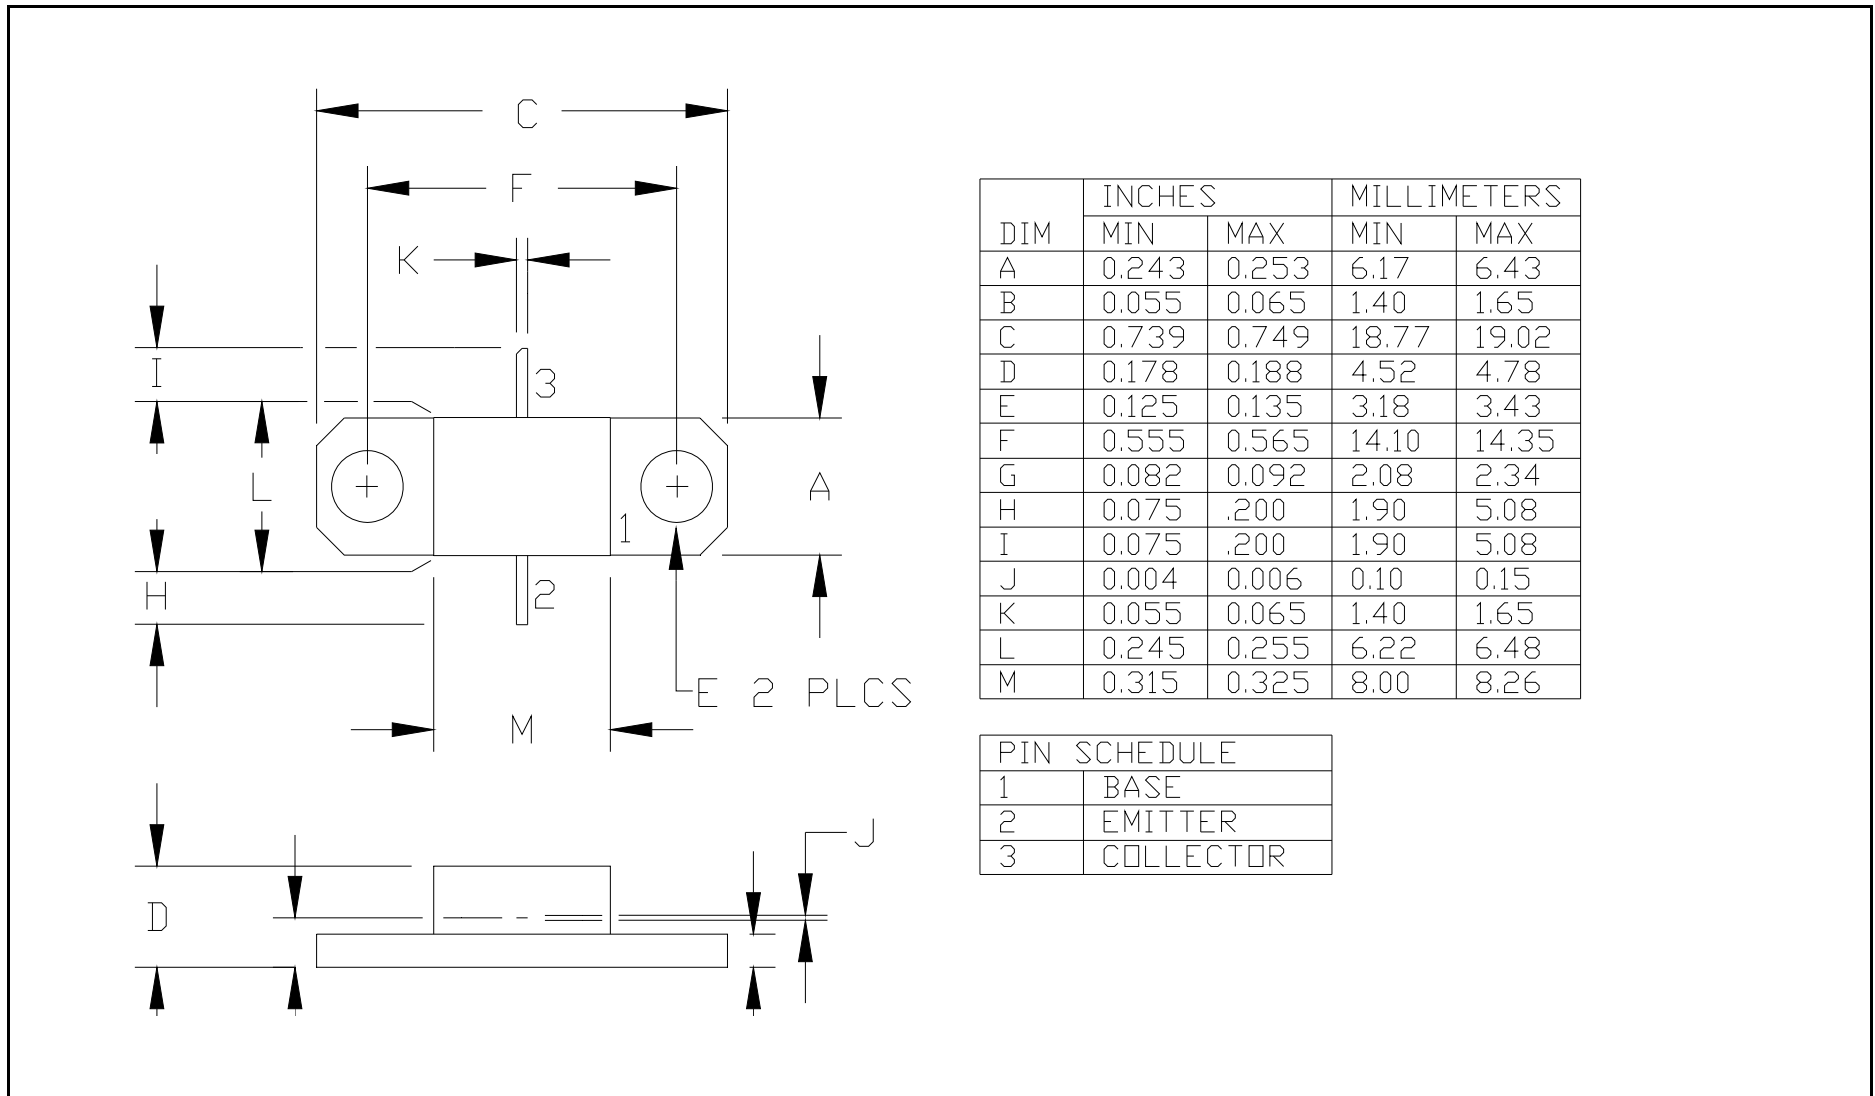 C
F
K
I
3
L
A
1
H
2
E 2 PLCS
M
J
D
INCHES MILLIMETERS
DIM MIN MAX MIN MAX
A 0.243 0.253 6.17 6.43
B 0.055 0.065 1.40 1.65
C 0.739 0.749 18.77 19.02
D 0.178 0.188 4.52 4.78
E 0.125 0.135 3.18 3.43
F 0.555 0.565 14.10 14.35
G 0.082 0.092 2.08 2.34
H 0.075 .200 1.90 5.08
I 0.075 .200 1.90 5.08
J 0.004 0.006 0.10 0.15
K 0.055 0.065 1.40 1.65
L 0.245 0.255 6.22 6.48
M 0.315 0.325 8.00 8.26
PIN SCHEDULE
1 BASE
2 EMITTER
3 COLLECTOR